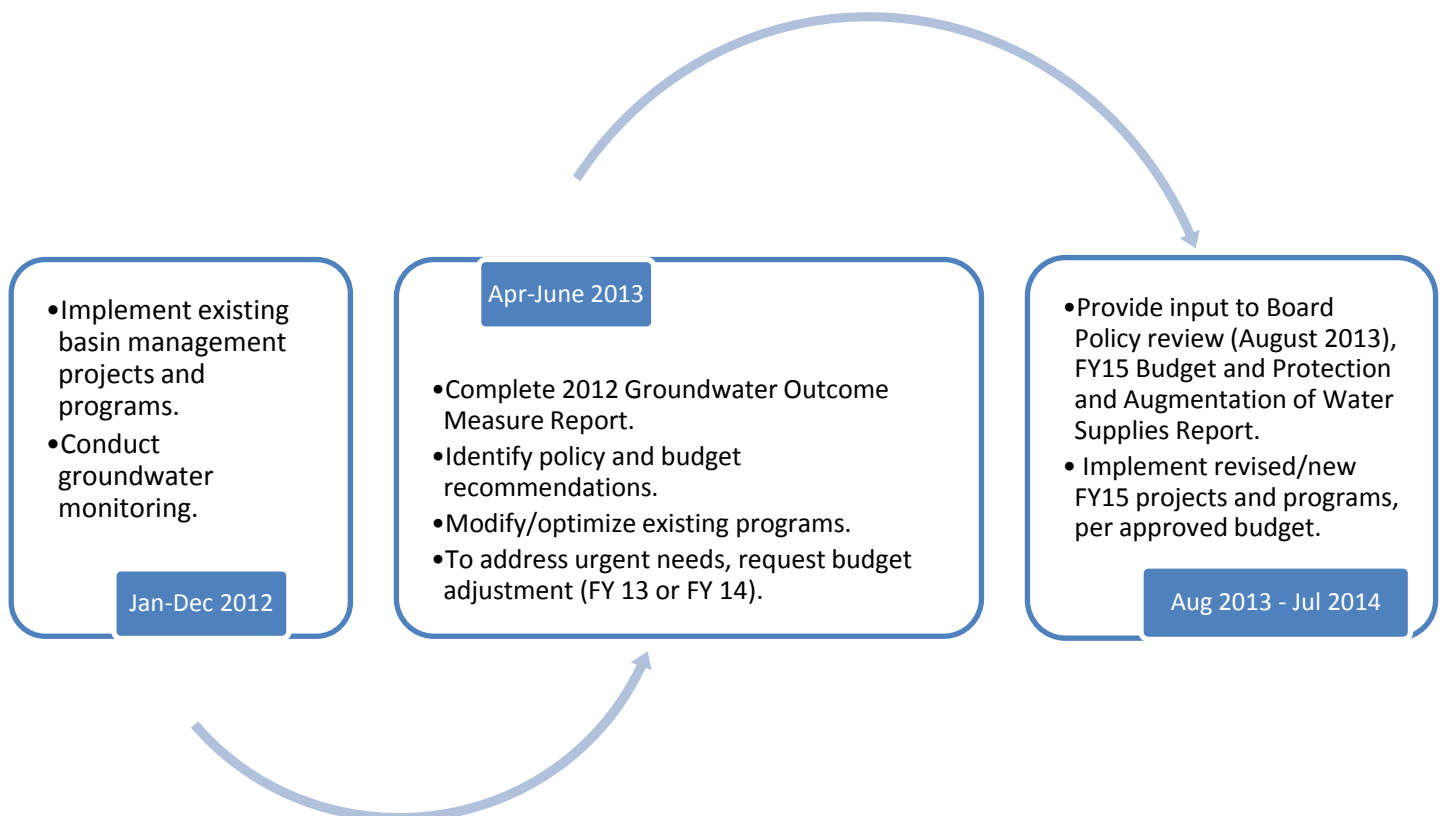 •Implement existing
basin management
projects and
programs.
•Conduct
groundwater
monitoring.
Jan-Dec 2012
Apr-June 2013
•Complete 2012 Groundwater Outcome
Measure Report.
•Identify policy and budget
recommendations.
•Modify/optimize existing programs.
•To address urgent needs, request budget
adjustment (FY 13 or FY 14).
•Provide input to Board
Policy review (August 2013),
FY15 Budget and Protection
and Augmentation of Water
Supplies Report.
• Implement revised/new
FY15 projects and programs,
per approved budget.
Aug 2013 - Jul 2014